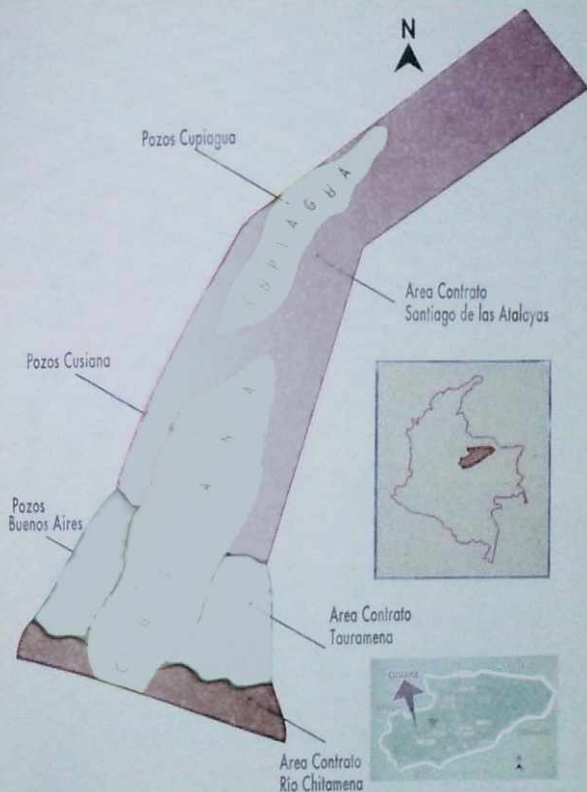 N
Pozos Cupiagua
CUPIAGUA
Area Contrato
Santiago de las Atalayas
Pozos Cusiana
Pozos
Buenos Aires
Area Contrato
Tauramena
Area Contrato
Río Chitamena